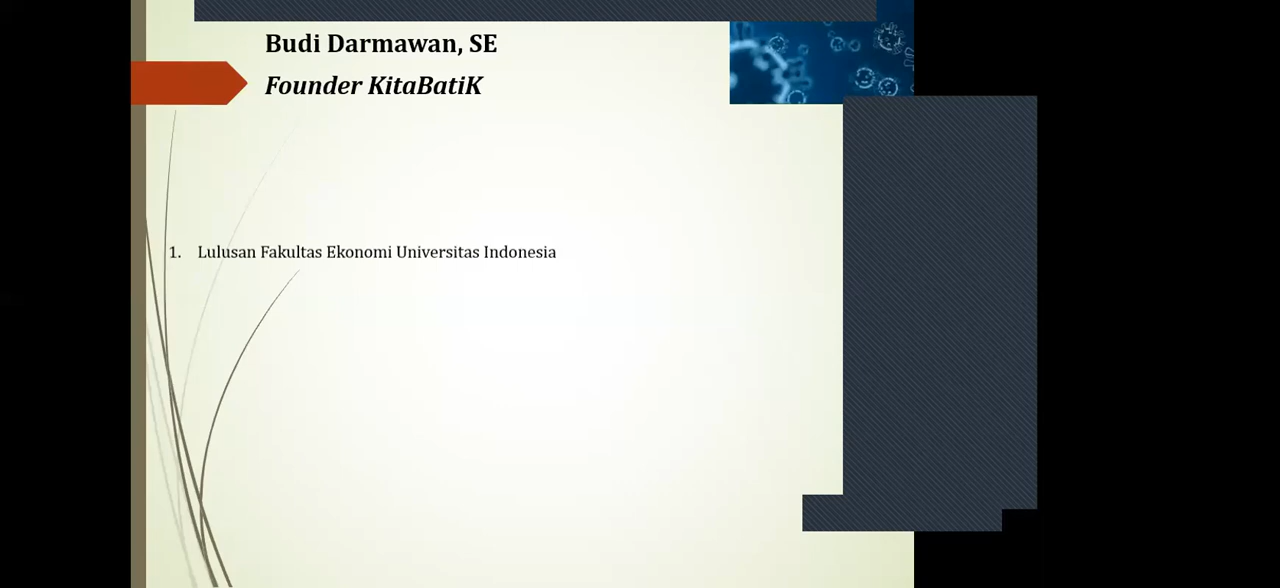 Budi Darmawan, SE
Founder KitaBatiK
1. Lulusan Fakultas Ekonomi Universitas Indonesia